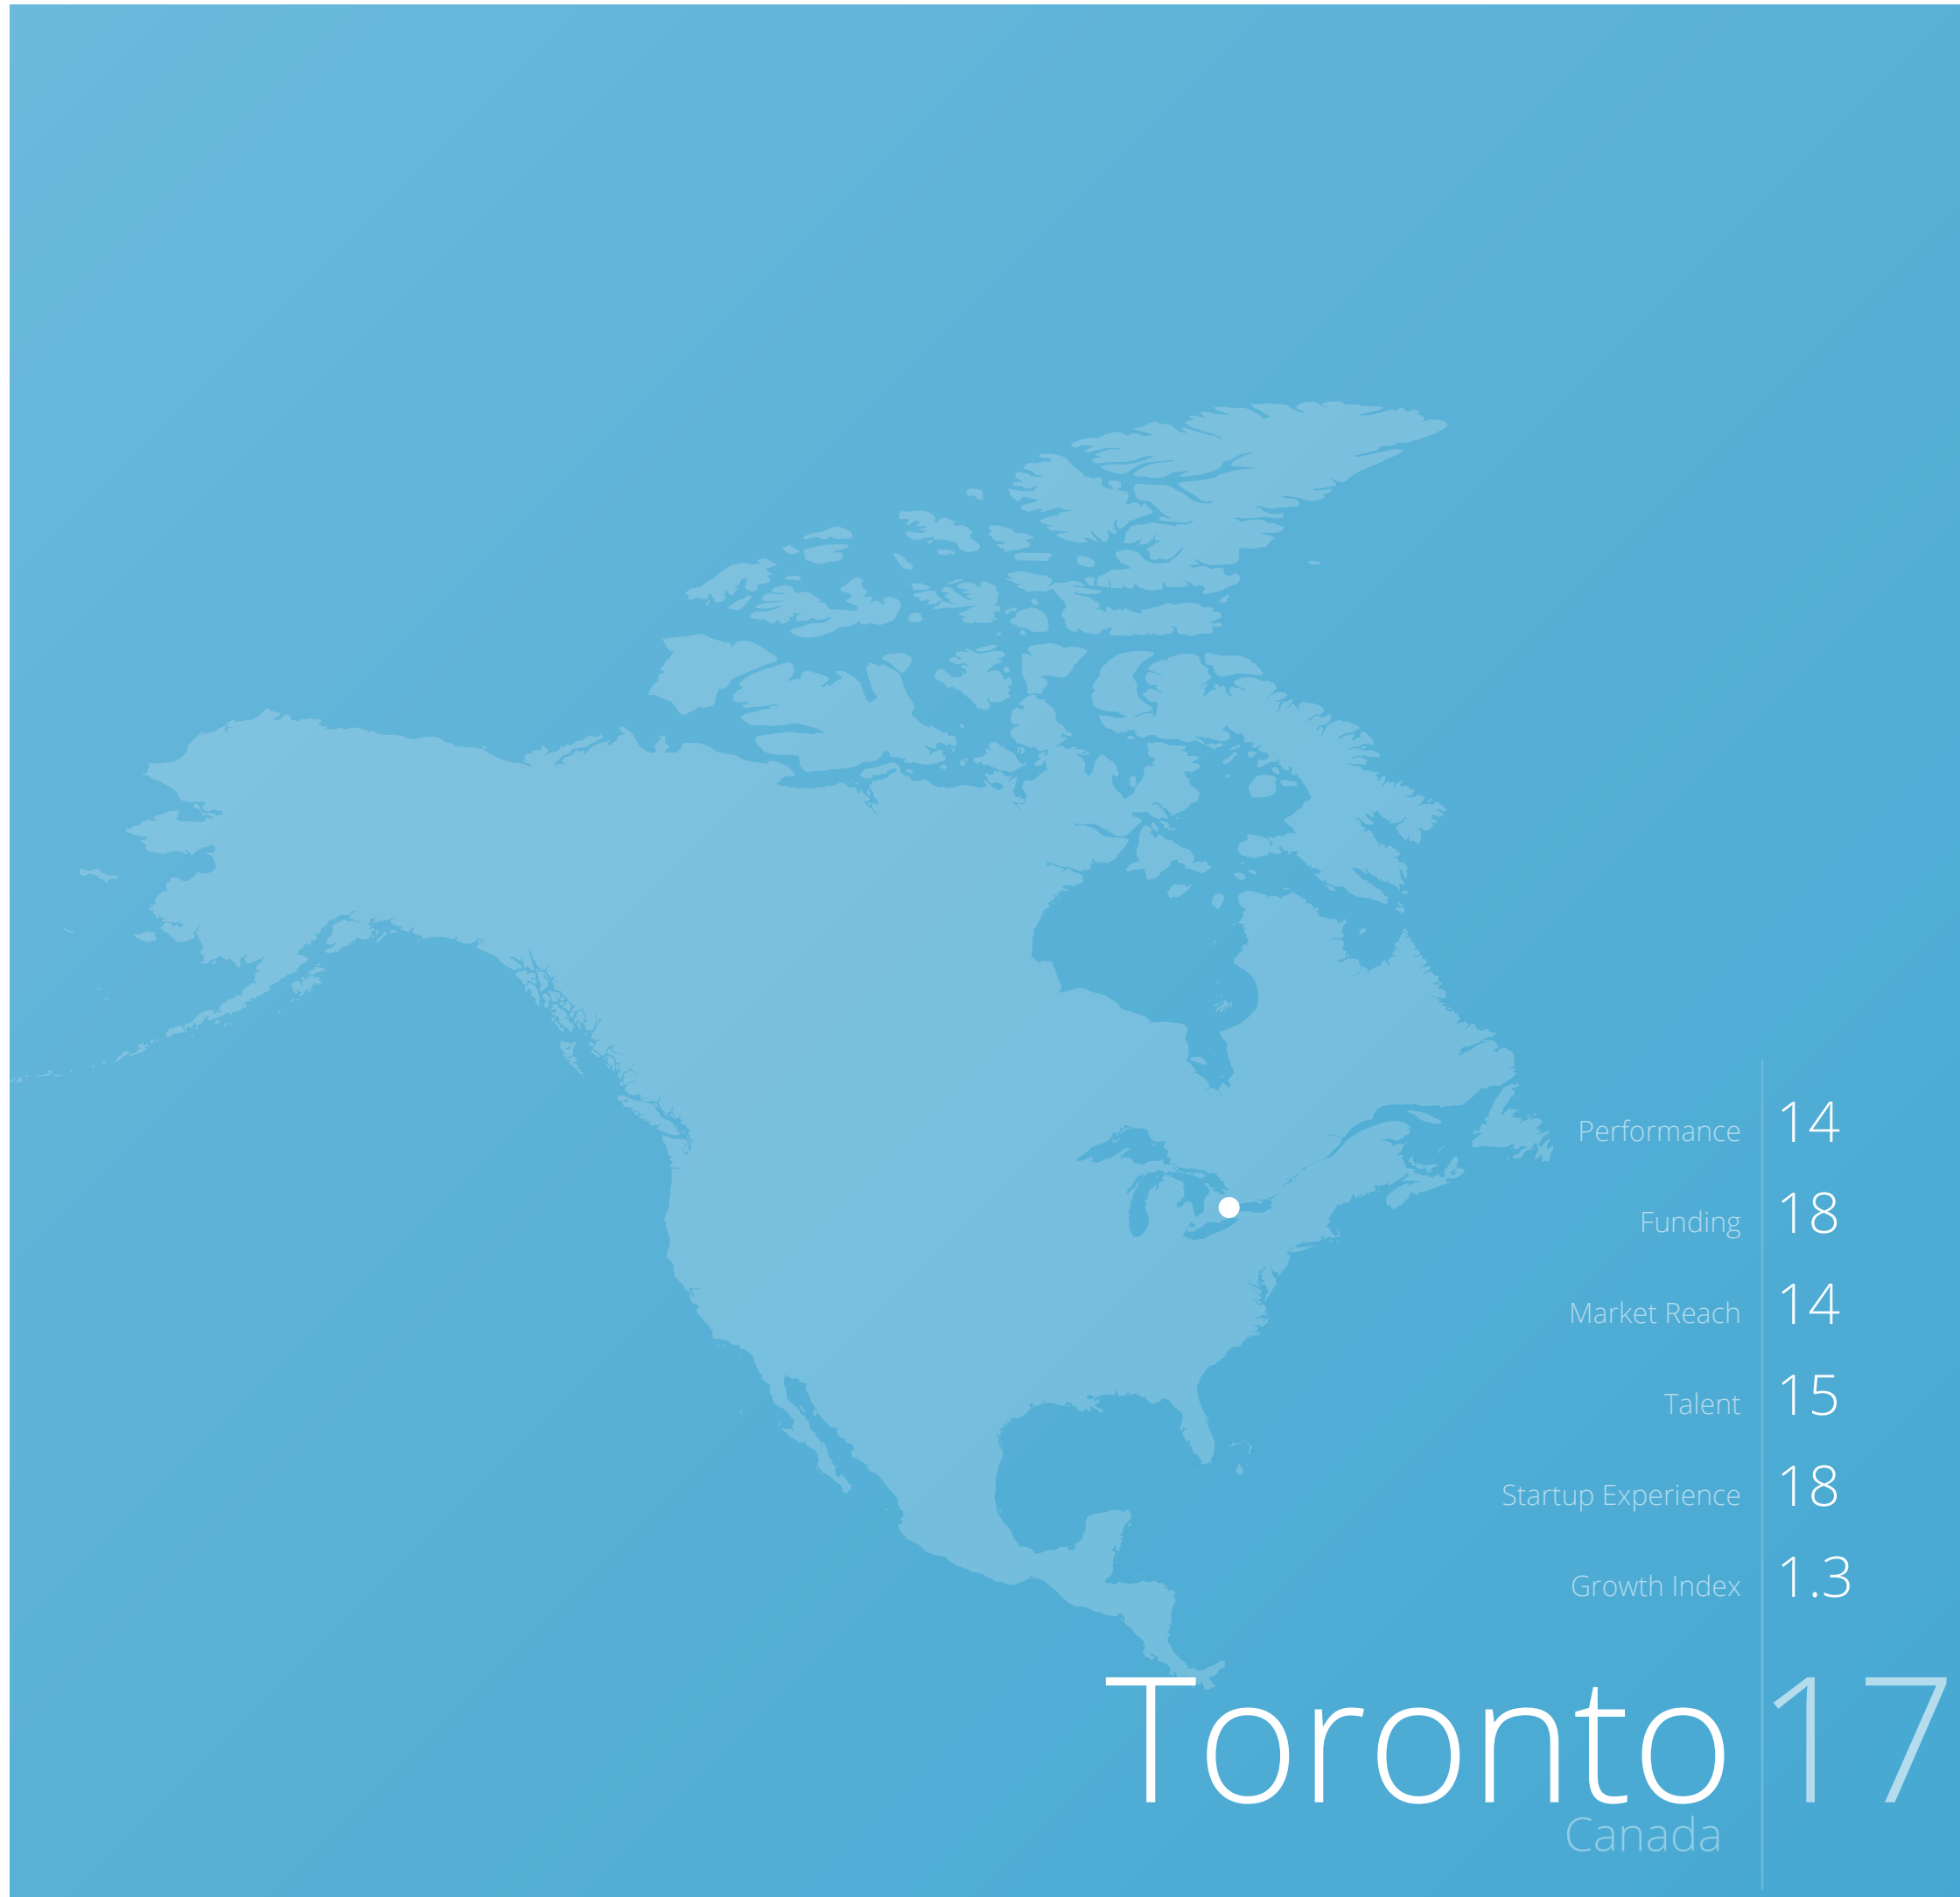 Performance 14
Funding 18
Market Reach 14
Talent 15
Startup Experience 18
Growth Index 1.3
Toronto 17
Canada